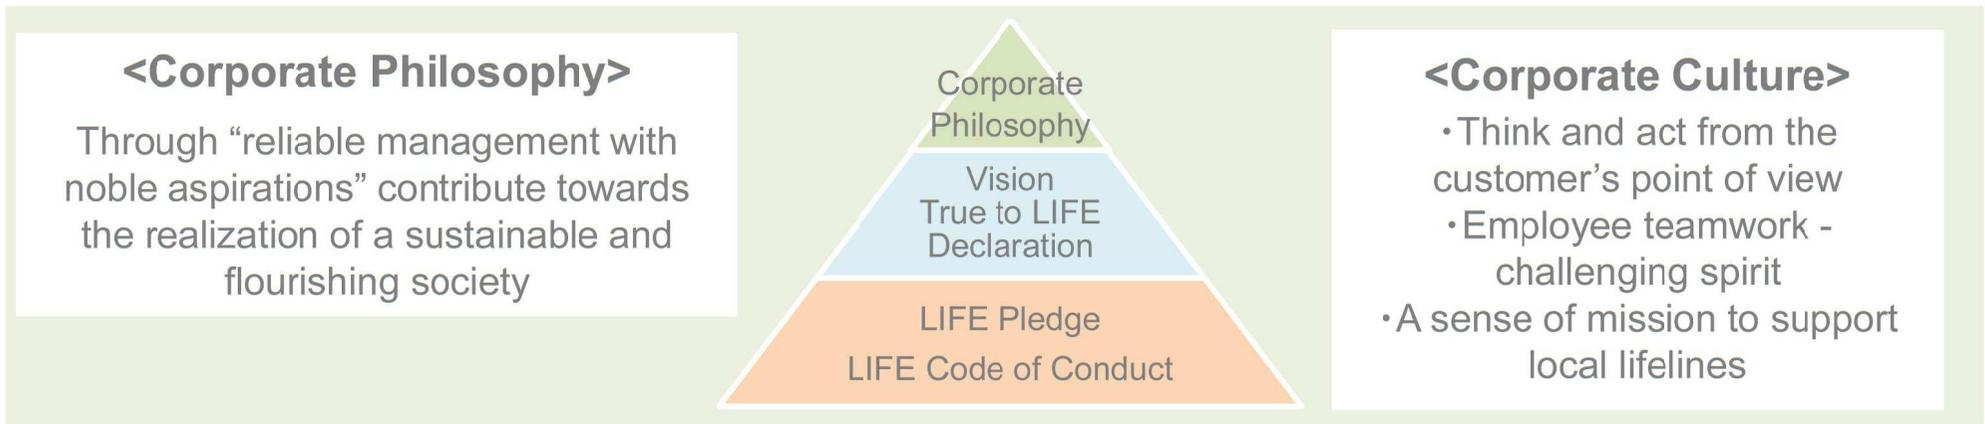 <Corporate Philosophy>
Through “reliable management with
noble aspirations” contribute towards
the realization of a sustainable and
flourishing society
Corporate
Philosophy
Vision
True to LIFE
Declaration
LIFE Pledge
LIFE Code of Conduct
<Corporate Culture>
・Think and act from the
customer’s point of view
・Employee teamwork -
challenging spirit
・A sense of mission to support
local lifelines